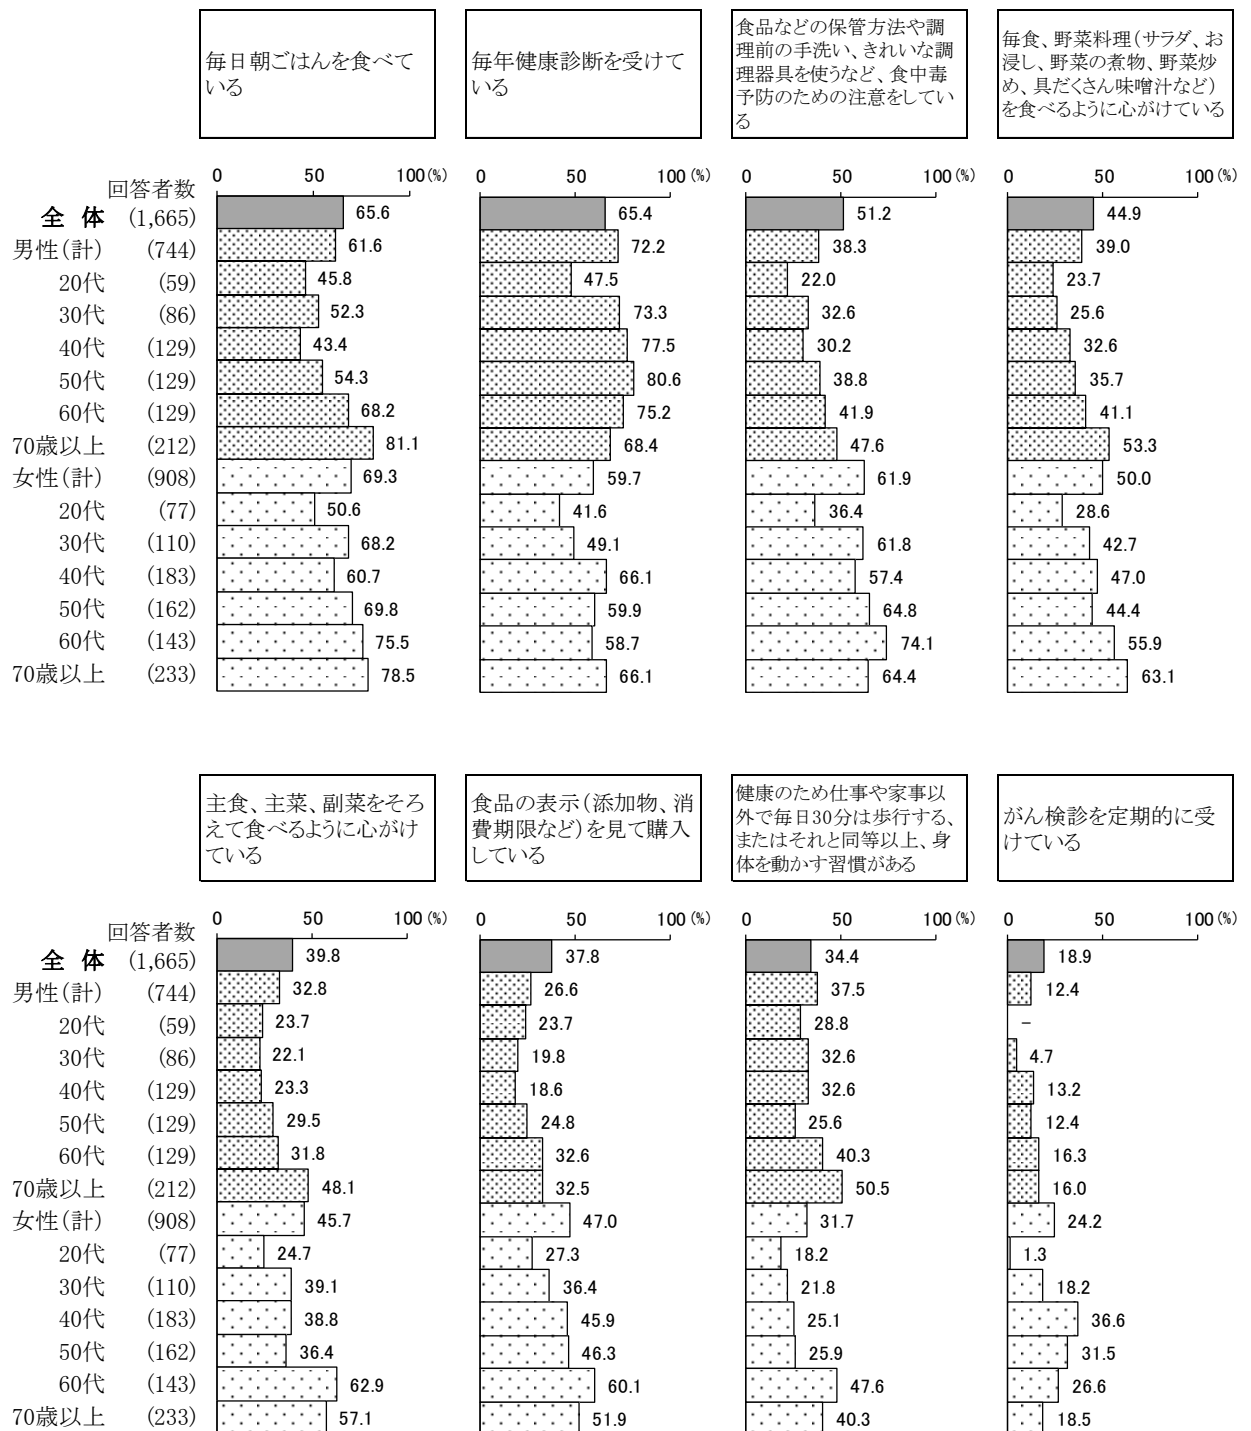 毎日朝ごはんを食べて
いる
毎年健康診断を受けて
いる
食品などの保管方法や調
理前の手洗い、きれいな調
理器具を使うなど、食中毒
予防のための注意をしてい
る
毎食、野菜料理(サラダ、お
浸し、野菜の煮物、野菜炒
め、具だくさん味噌汁など)
を食べるように心がけている
0 50 100(%) 0 50 100(%) 0 50 100(%) 0 50 100(%)
回答者数
全体 (1,665) 65.6 65.4 51.2 44.9
男性(計) (744) 61.6 72.2 38.3 39.0
20代 (59) 45.8 47.5 22.0 23.7
30代 (86) 52.3 73.3 32.6 25.6
40代 (129) 43.4 77.5 30.2 32.6
50代 (129) 54.3 80.6 38.8 35.7
60代 (129) 68.2 75.2 41.9 41.1
70歳以上 (212) 81.1 68.4 47.6 53.3
女性(計) (908) 69.3 59.7 61.9 50.0
20代 (77) 50.6 41.6 36.4 28.6
30代 (110) 68.2 49.1 61.8 42.7
40代 (183) 60.7 66.1 57.4 47.0
50代 (162) 69.8 59.9 64.8 44.4
60代 (143) 75.5 58.7 74.1 55.9
70歳以上 (233) 78.5 66.1 64.4 63.1
主食、主菜、副菜をそろ
えて食べるように心がけ
ている
食品の表示(添加物、消
費期限など)を見て購入
している
健康のため仕事や家事以
外で毎日30分は歩行する、
またはそれと同等以上、身
体を動かす習慣がある
がん検診を定期的に受
けている
0 50 100(%) 0 50 100(%) 0 50 100(%) 0 50 100(%)
回答者数
全体 (1,665) 39.8 37.8 34.4 18.9
男性(計) (744) 32.8 26.6 37.5 12.4
20代 (59) 23.7 23.7 28.8 -
30代 (86) 22.1 19.8 32.6 4.7
40代 (129) 23.3 18.6 32.6 13.2
50代 (129) 29.5 24.8 25.6 12.4
60代 (129) 31.8 32.6 40.3 16.3
70歳以上 (212) 48.1 32.5 50.5 16.0
女性(計) (908) 45.7 47.0 31.7 24.2
20代 (77) 24.7 27.3 18.2 1.3
30代 (110) 39.1 36.4 21.8 18.2
40代 (183) 38.8 45.9 25.1 36.6
50代 (162) 36.4 46.3 25.9 31.5
60代 (143) 62.9 60.1 47.6 26.6
70歳以上 (233) 57.1 51.9 40.3 18.5